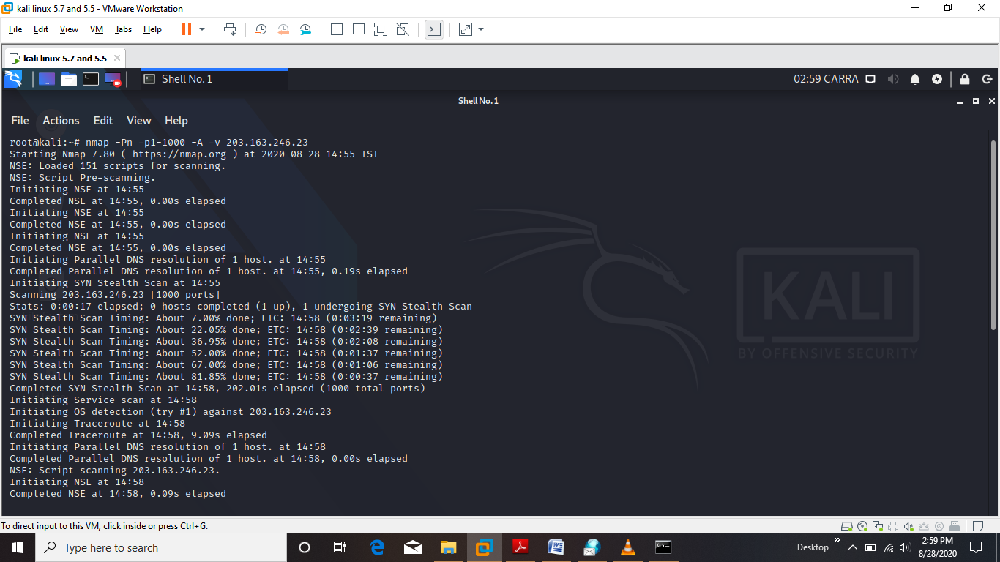 kali linux 5.7 and 5.5 - VMware Workstation
File Edit View VM Tabs Help
kali linux 5.7 and 5.5
Shell No. 1
02:59 CARRA
Shell No. 1
File Actions Edit View Help
root@kali:~# nmap -Pn -p1-1000 -A -v 203.163.246.23
Starting Nmap 7.80 ( https://nmap.org ) at 2020-08-28 14:55 IST
NSE: Loaded 151 scripts for scanning.
NSE: Script Pre-scanning.
Initiating NSE at 14:55
Completed NSE at 14:55, 0.00s elapsed
Initiating NSE at 14:55
Completed NSE at 14:55, 0.00s elapsed
Initiating NSE at 14:55
Completed NSE at 14:55, 0.00s elapsed
Initiating Parallel DNS resolution of 1 host. at 14:55
Completed Parallel DNS resolution of 1 host. at 14:55, 0.19s elapsed
Initiating SYN Stealth Scan at 14:55
Scanning 203.163.246.23 [1000 ports]
Stats: 0:00:17 elapsed; 0 hosts completed (1 up), 1 undergoing SYN Stealth Scan
SYN Stealth Scan Timing: About 7.00% done; ETC: 14:58 (0:03:19 remaining)
SYN Stealth Scan Timing: About 22.05% done; ETC: 14:58 (0:02:39 remaining)
SYN Stealth Scan Timing: About 36.95% done; ETC: 14:58 (0:02:08 remaining)
SYN Stealth Scan Timing: About 52.00% done; ETC: 14:58 (0:01:37 remaining)
SYN Stealth Scan Timing: About 67.00% done; ETC: 14:58 (0:01:06 remaining)
SYN Stealth Scan Timing: About 81.85% done; ETC: 14:58 (0:00:37 remaining)
Completed SYN Stealth Scan at 14:58, 202.01s elapsed (1000 total ports)
Initiating Service scan at 14:58
Initiating OS detection (try #1) against 203.163.246.23
Initiating Traceroute at 14:58
Completed Traceroute at 14:58, 9.09s elapsed
Initiating Parallel DNS resolution of 1 host. at 14:58
Completed Parallel DNS resolution of 1 host. at 14:58, 0.00s elapsed
NSE: Script scanning 203.163.246.23.
Initiating NSE at 14:58
Completed NSE at 14:58, 0.09s elapsed
KALI
BY OFFENSIVE SECURITY
To direct input to this VM, click inside or press Ctrl+G.
Type here to search
Desktop
2:59 PM
8/28/2020